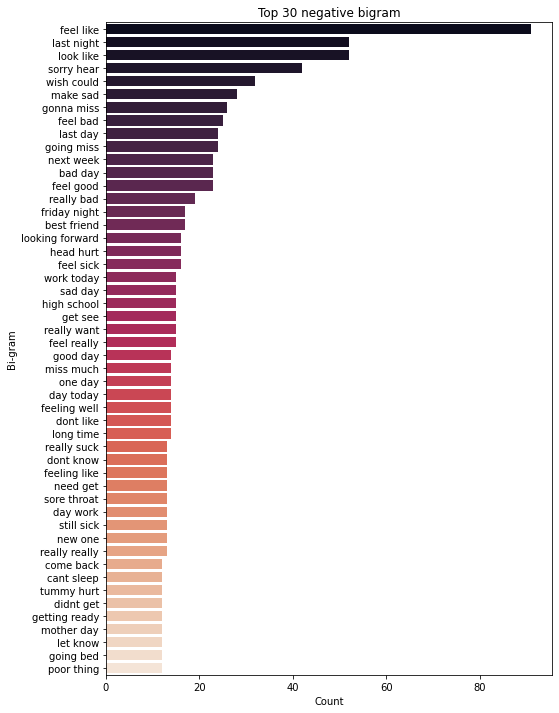 Top 30 negative bigram
feel like
last night
look like
sorry hear
wish could
make sad
gonna miss
feel bad
last day
going miss
next week
bad day
feel good
really bad
friday night
best friend
looking forward
head hurt
feel sick
work today
sad day
high school
get see
really want
feel really
good day
miss much
one day
day today
feeling well
dont like
long time
really suck
dont know
feeling like
need get
sore throat
day work
still sick
new one
really really
come back
cant sleep
tummy hurt
didnt get
getting ready
mother day
let know
going bed
poor thing
Bi-gram
0 20 40 60 80
Count